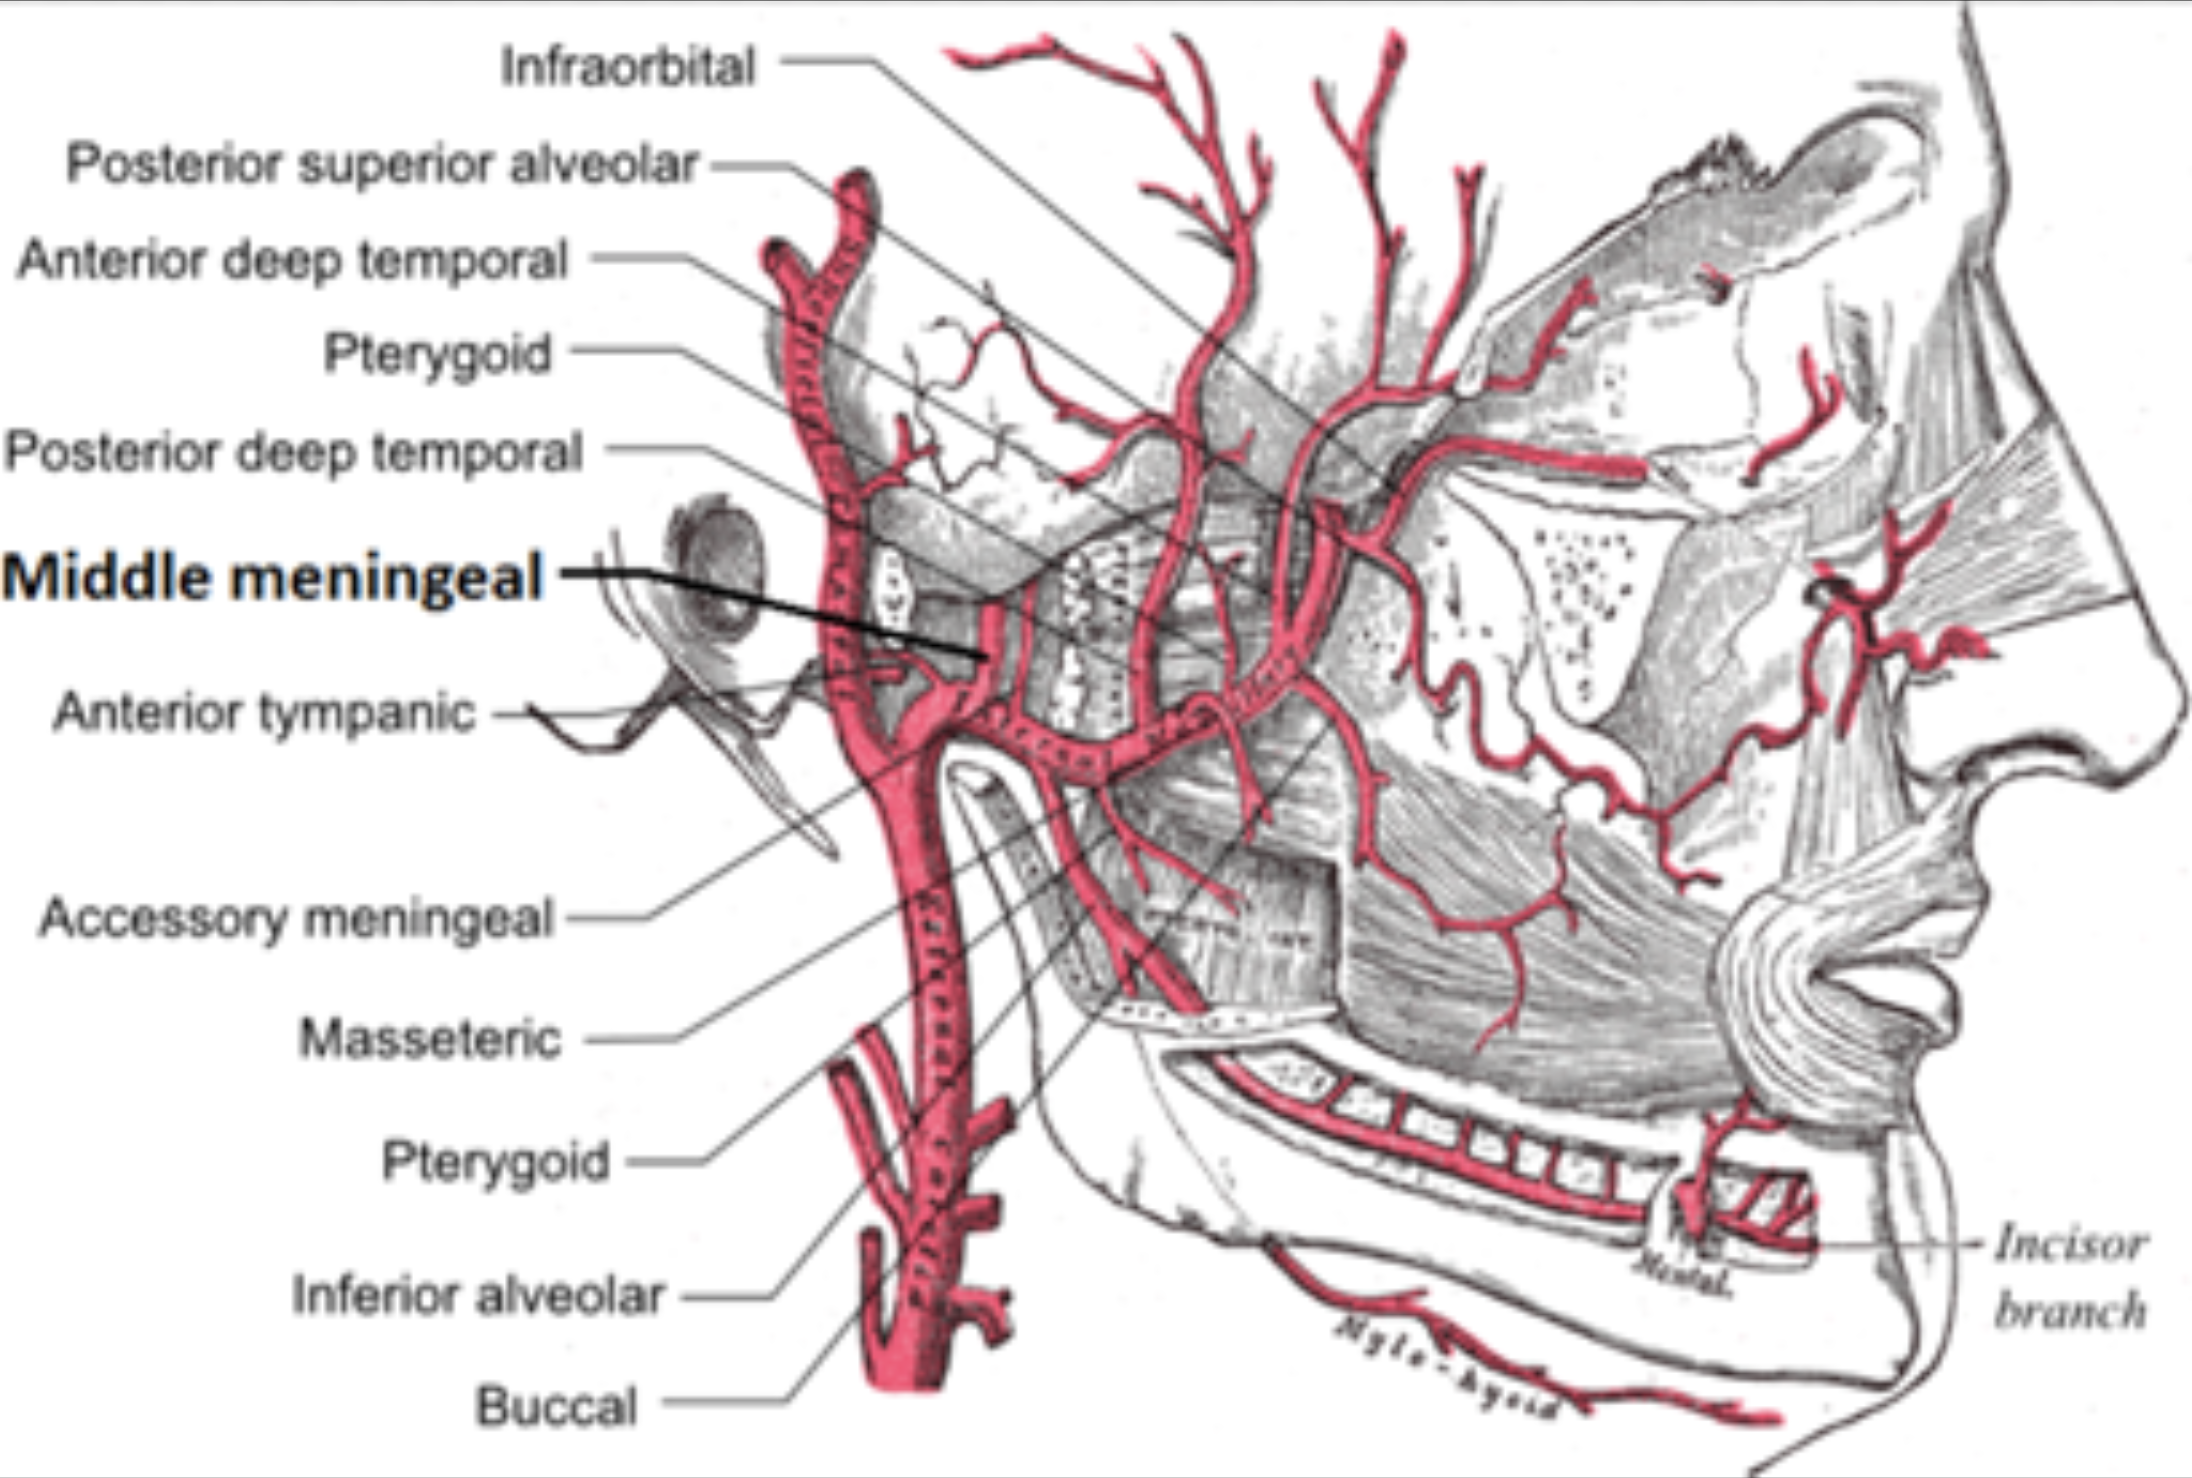 Infraorbital
Posterior superior alveolar
Anterior deep temporal
Pterygoid
Posterior deep temporal
Middle meningeal
Anterior tympanic
Accessory meningeal
Masseteric
Pterygoid
Inferior alveolar
Buccal
Mental.
Incisor
branch
Mylo-hyoid